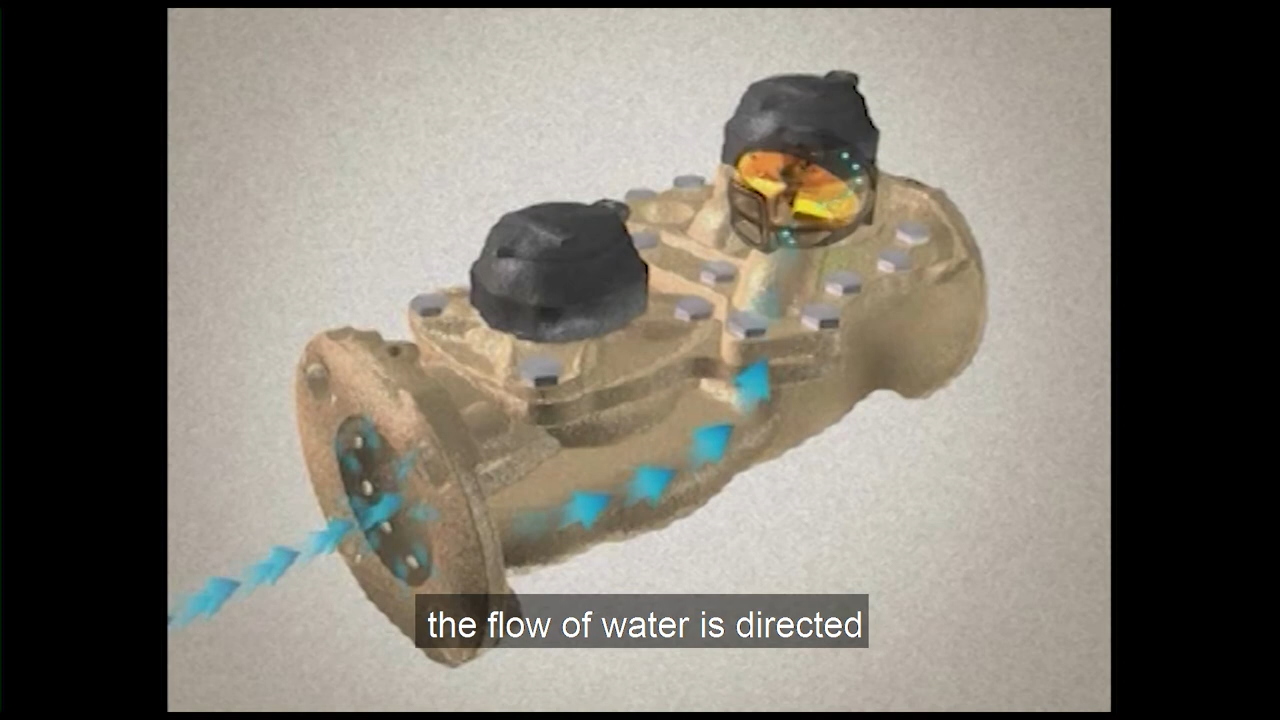 the flow of water is directed